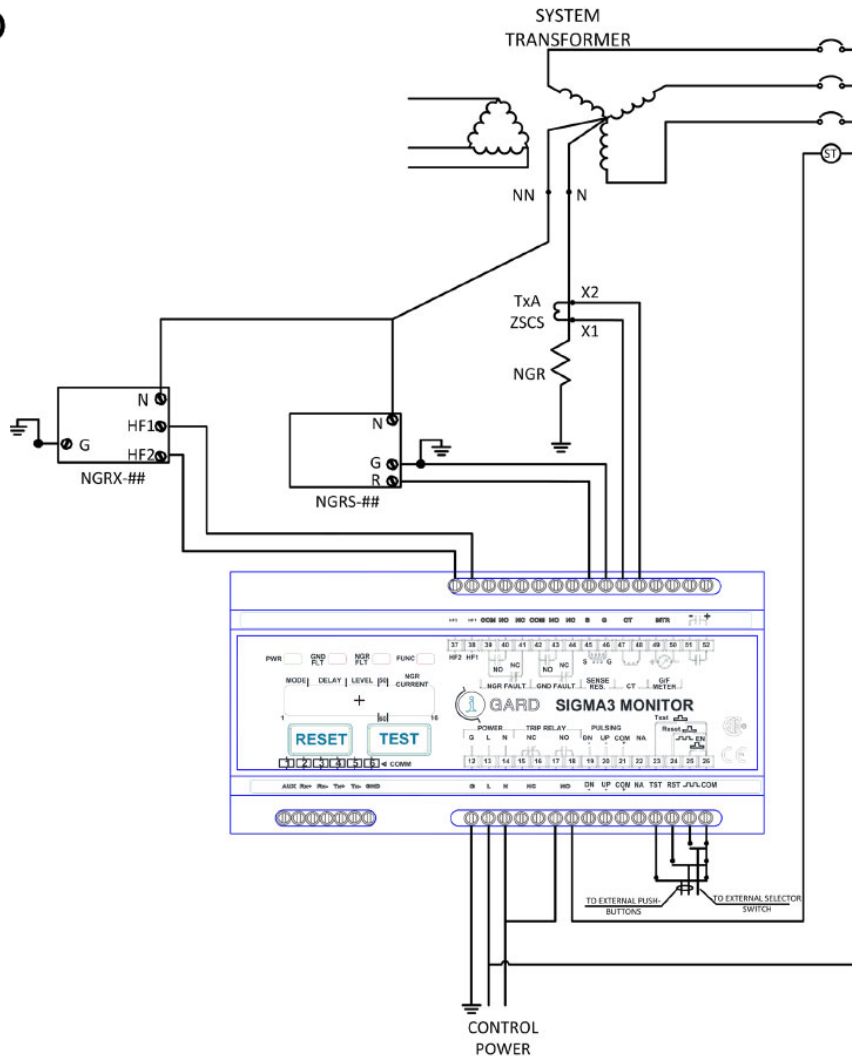 SYSTEM
TRANSFORMER
ST
NN
N
TxA
ZSCS
X2
X1
NGR
N
HF1
G
HF2
NGRX-##
N
G
R
NGRS-##
HF2 HF1 COM NO NC COM NO NC S G CT MTR - +
37 38 39 40 41 42 43 44 45 46 47 48 49 50 51 52
HF2 HF1 NO NC NO NC S G
NGR FAULT GND FAULT SENSE RES. CT G/F METER
PWR GND FLT NGR FLT FUNC
MODE DELAY LEVEL SG NGR CURRENT
+
1 SG 16
i GARD SIGMA3 MONITOR
RESET TEST
1 2 3 4 5 6 COMM
Test
Reset
EN
POWER TRIP RELAY PULSING
G L N NC NO DN UP COM NA
12 13 14 15 16 17 18 19 20 21 22 23 24 25 26
CE
AUX Rx+ Rx- Tx+ Tx- GND
G L N NC NO DN UP COM NA TST RST COM
TO EXTERNAL PUSH-
BUTTONS
TO EXTERNAL SELECTOR
SWITCH
CONTROL
POWER